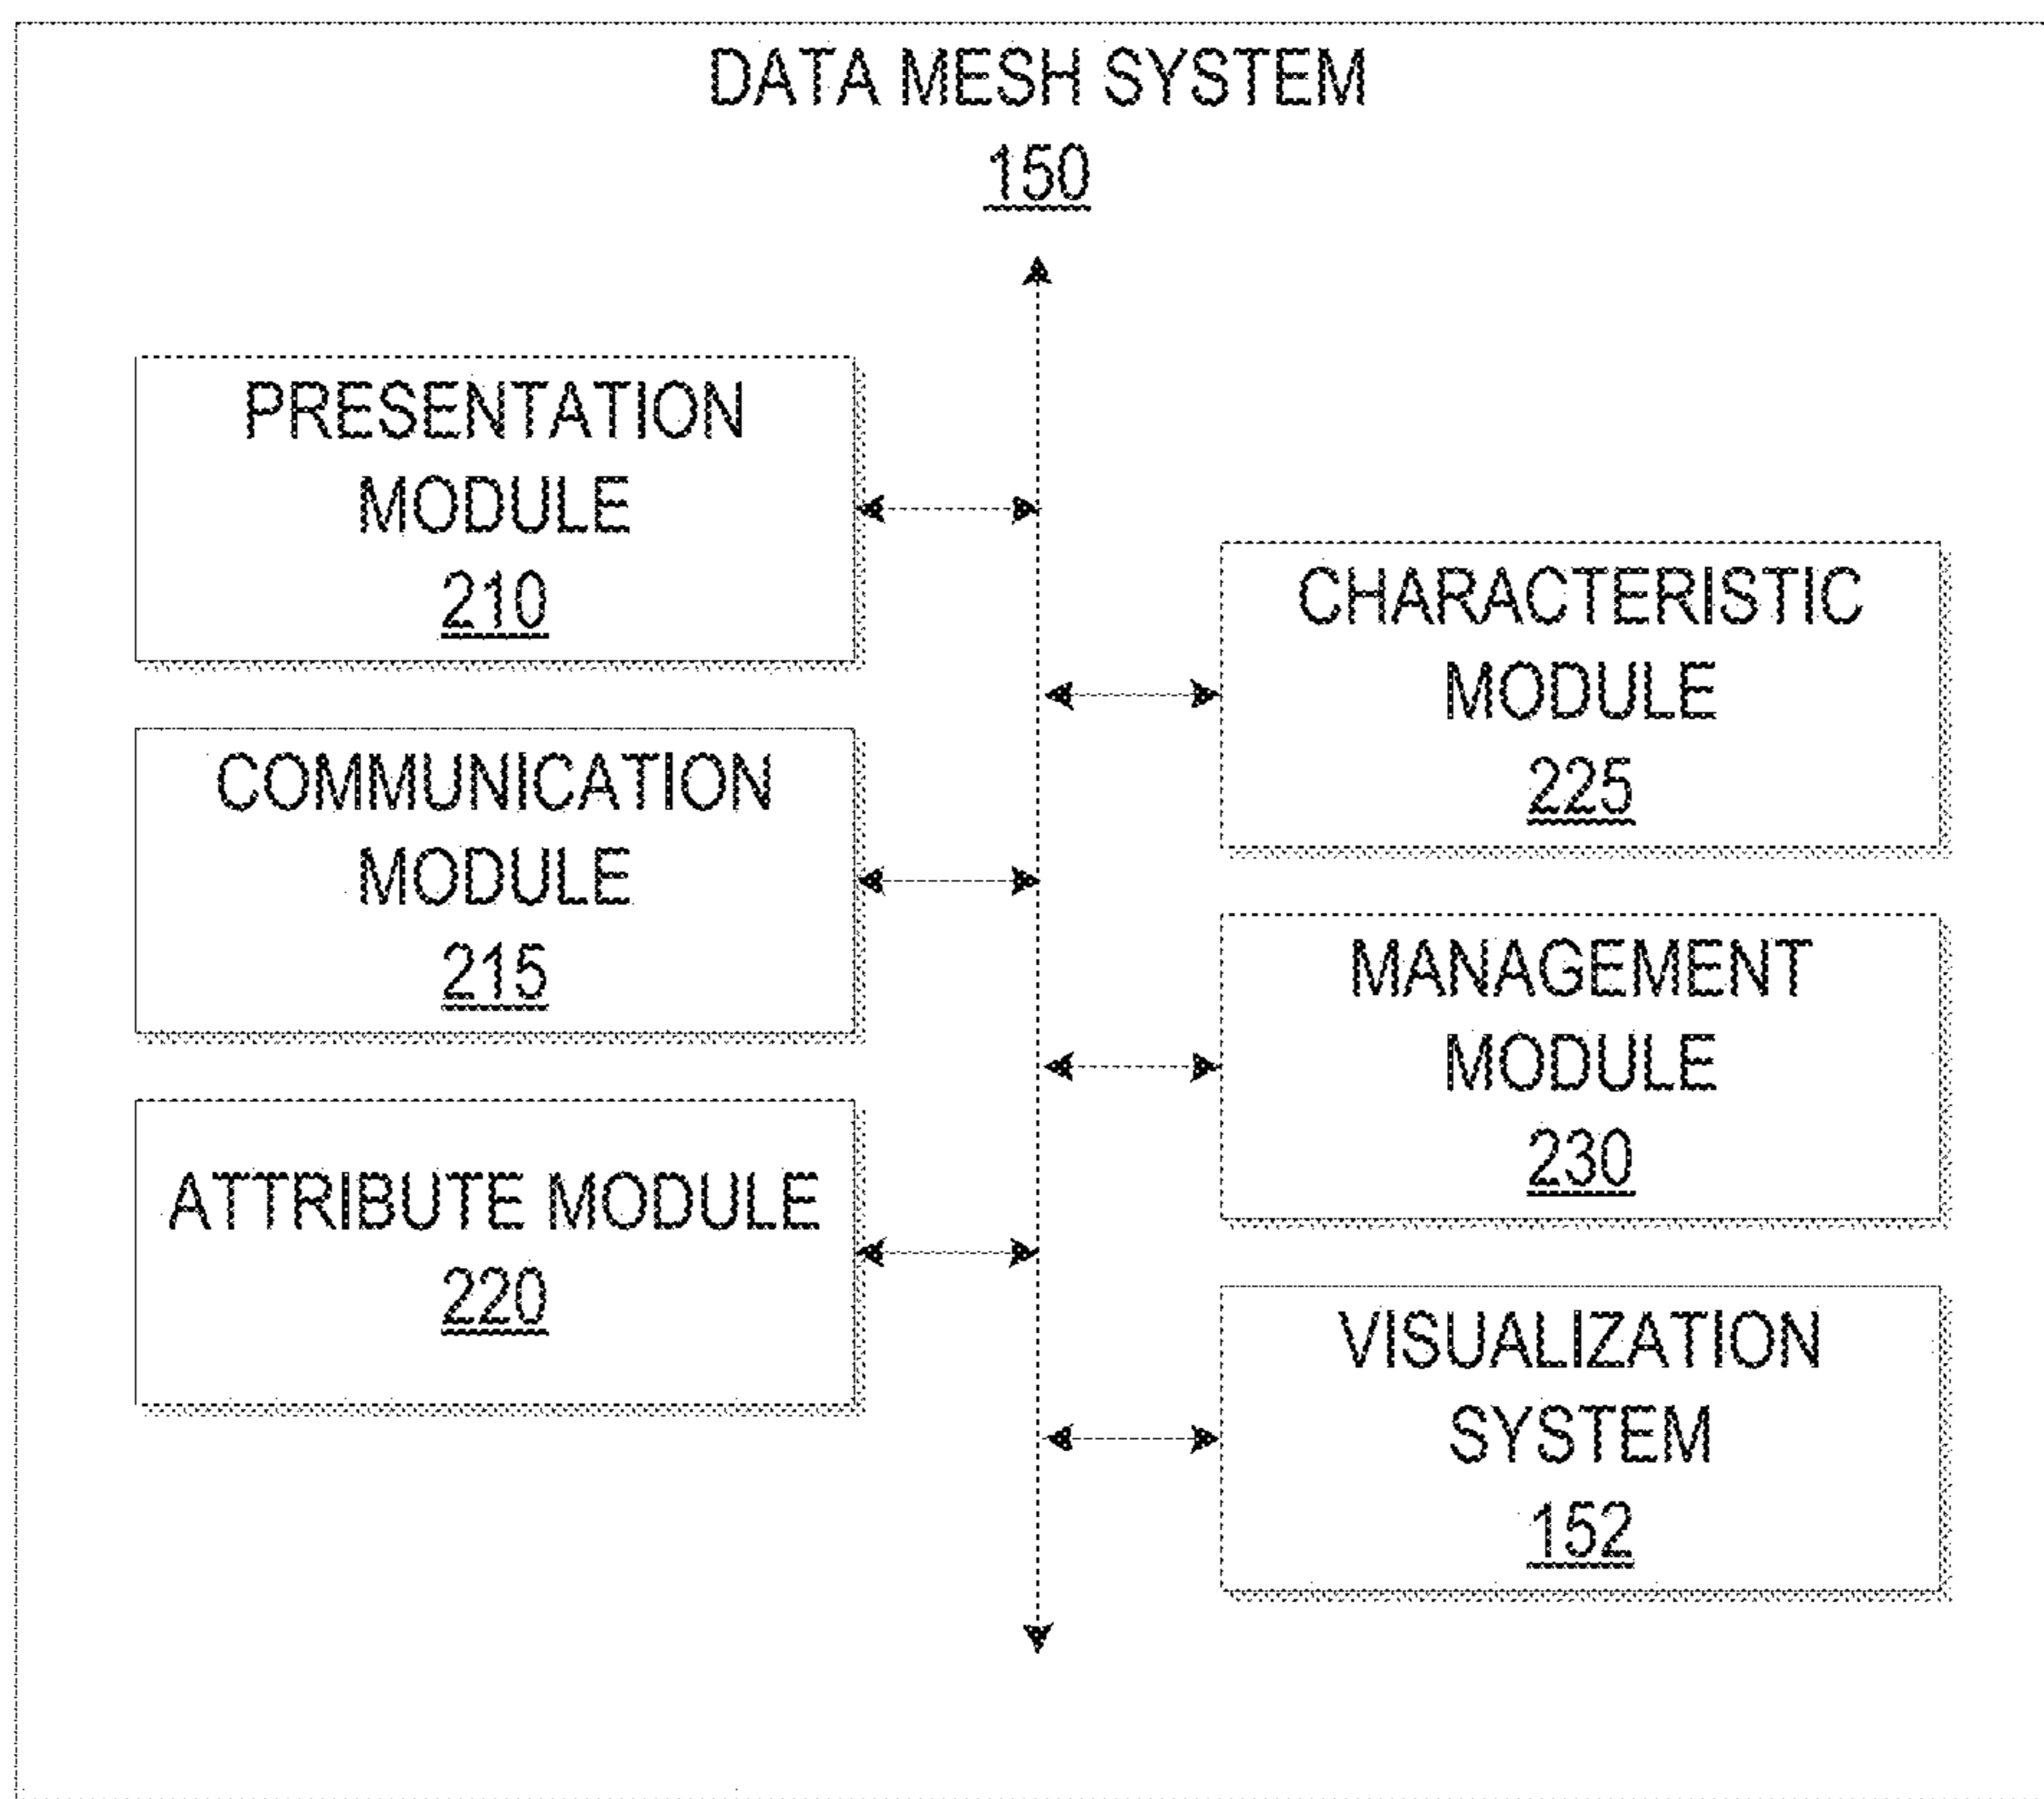 DATA MESH SYSTEM
150
PRESENTATION
MODULE
210
COMMUNICATION
MODULE
215
ATTRIBUTE MODULE
220
CHARACTERISTIC
MODULE
225
MANAGEMENT
MODULE
230
VISUALIZATION
SYSTEM
152